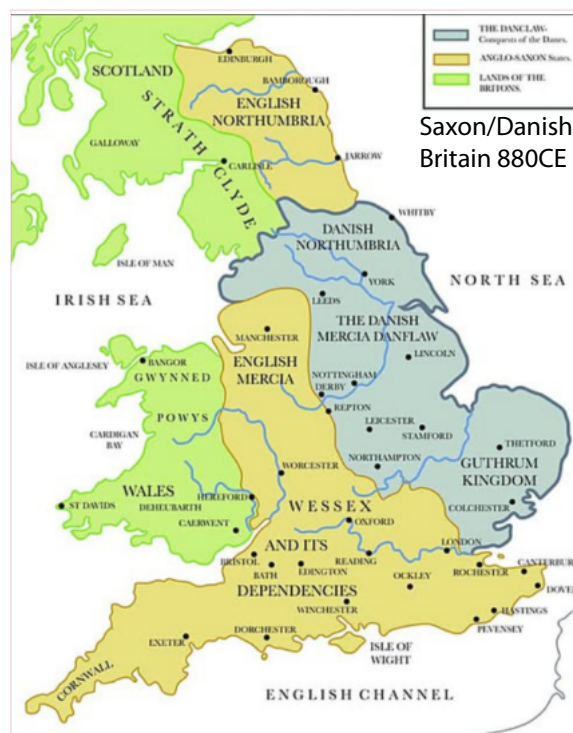 THE DANCLAW-
Conquests of the Danes.
ANGLO-SAXON States.
LANDS OF THE
BRITONS.
Saxon/Danish
Britain 880CE
EDINBURGH
SCOTLAND
BAMBOROUGH
ENGLISH
NORTHUMBRIA
STRATH CLYDE
GALLOWAY
CARLISLE
JARROW
WHITBY
DANISH
NORTHUMBRIA
ISLE OF MAN
YORK
NORTH SEA
IRISH SEA
LEEDS
THE DANISH
MERCIA DANFLAW
MANCHESTER
LINCOLN
ISLE OF ANGLESEY
BANGOR
ENGLISH
MERCIA
GWYNNED
NOTTINGHAM
DERBY
REPTON
POWYS
LEICESTER
STAMFORD
THETFORD
CARDIGAN
BAY
NORTHAMPTON
GUTHRUM
KINGDOM
WORCESTER
WALES
HEREFORD
ST DAVIDS
DEHEUBARTH
WESSEX
COLCHESTER
CAERWENT
OXFORD
LONDON
AND ITS
BRISTOL
READING
ROCHESTER
CANTERBUR
BATH
EDINGTON
OCKLEY
DOVE
DEPENDENCIES
WINCHESTER
HASTINGS
PEVENSEY
EXETER
DORCHESTER
ISLE OF
WIGHT
CORNWALL
ENGLISH CHANNEL